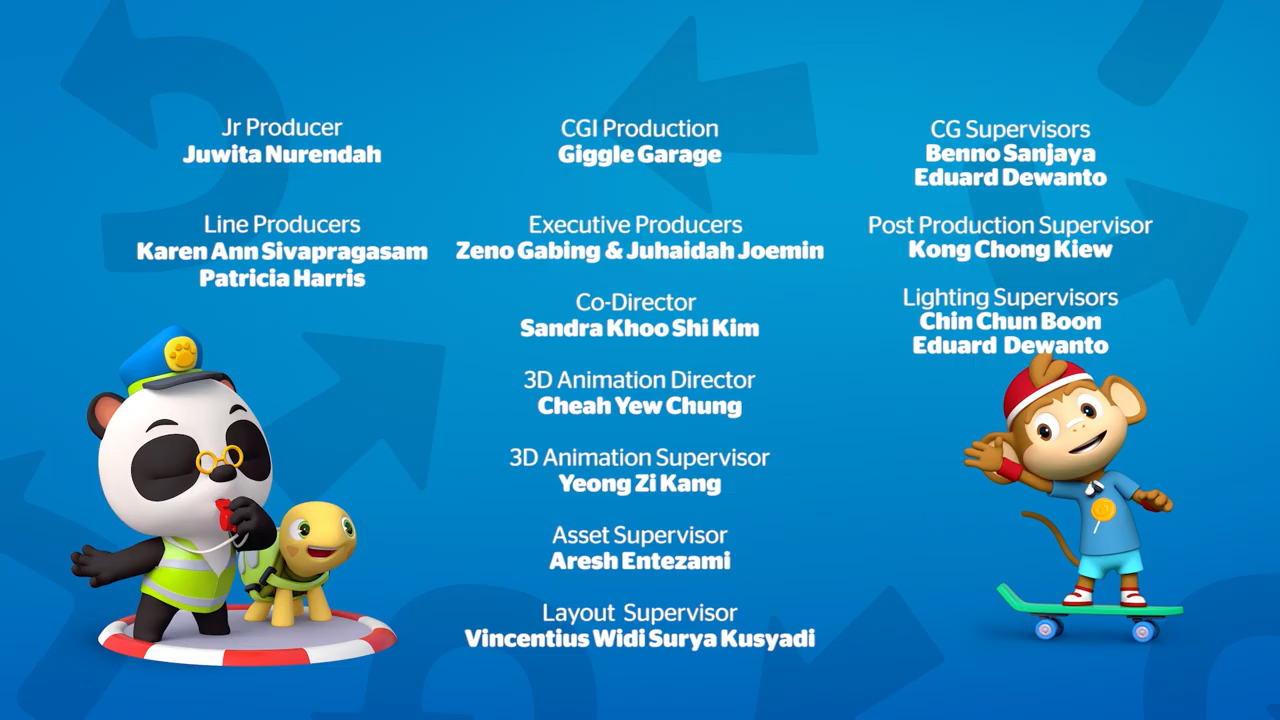 Jr Producer
Juwita Nurendah
Line Producers
Karen Ann Sivapragasam
Patricia Harris
CGI Production
Giggle Garage
Executive Producers
Zeno Gabing & Juhaidah Joemin
Co-Director
Sandra Khoo Shi Kim
3D Animation Director
Cheah Yew Chung
3D Animation Supervisor
Yeong Zi Kang
Asset Supervisor
Aresh Entezami
Layout Supervisor
Vincentius Widi Surya Kusyadi
CG Supervisors
Benno Sanjaya
Eduard Dewanto
Post Production Supervisor
Kong Chong Kiew
Lighting Supervisors
Chin Chun Boon
Eduard Dewanto